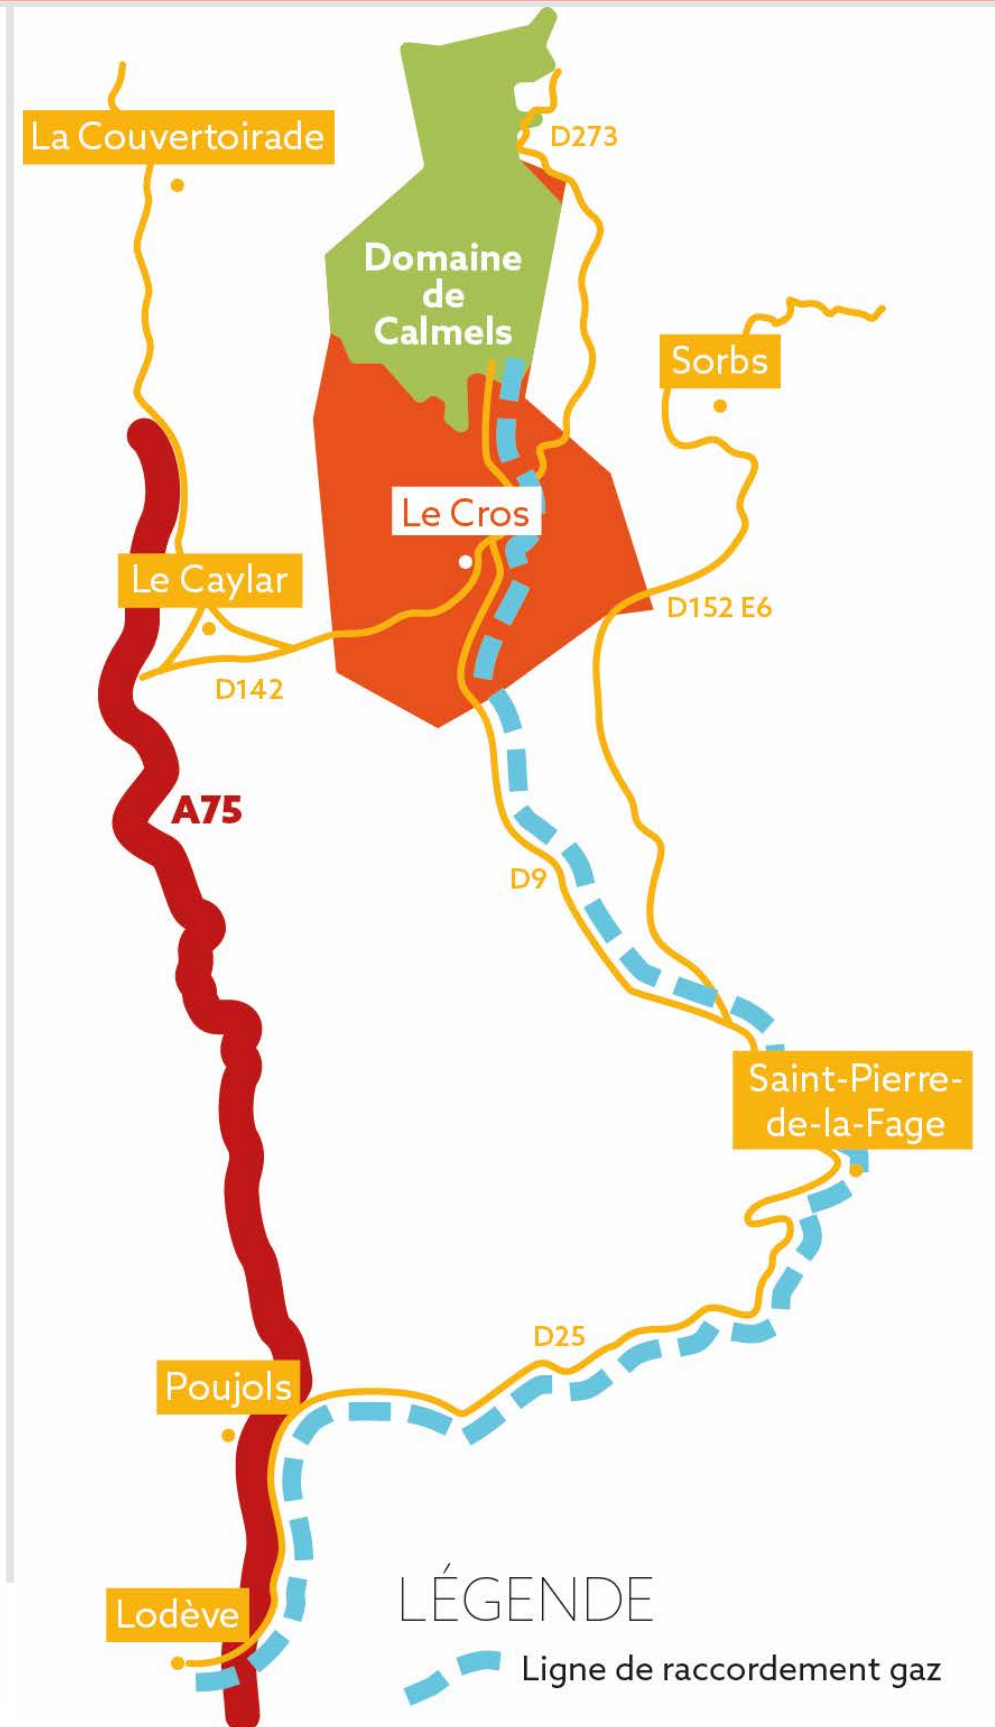 La Couvertoirade
D273
Domaine
de
Calmels
Sorbs
Le Cros
Le Caylar
D152 E6
D142
A75
D9
Saint-Pierre-
de-la-Fage
D25
Poujols
Lodève
LÉGENDE
Ligne de raccordement gaz